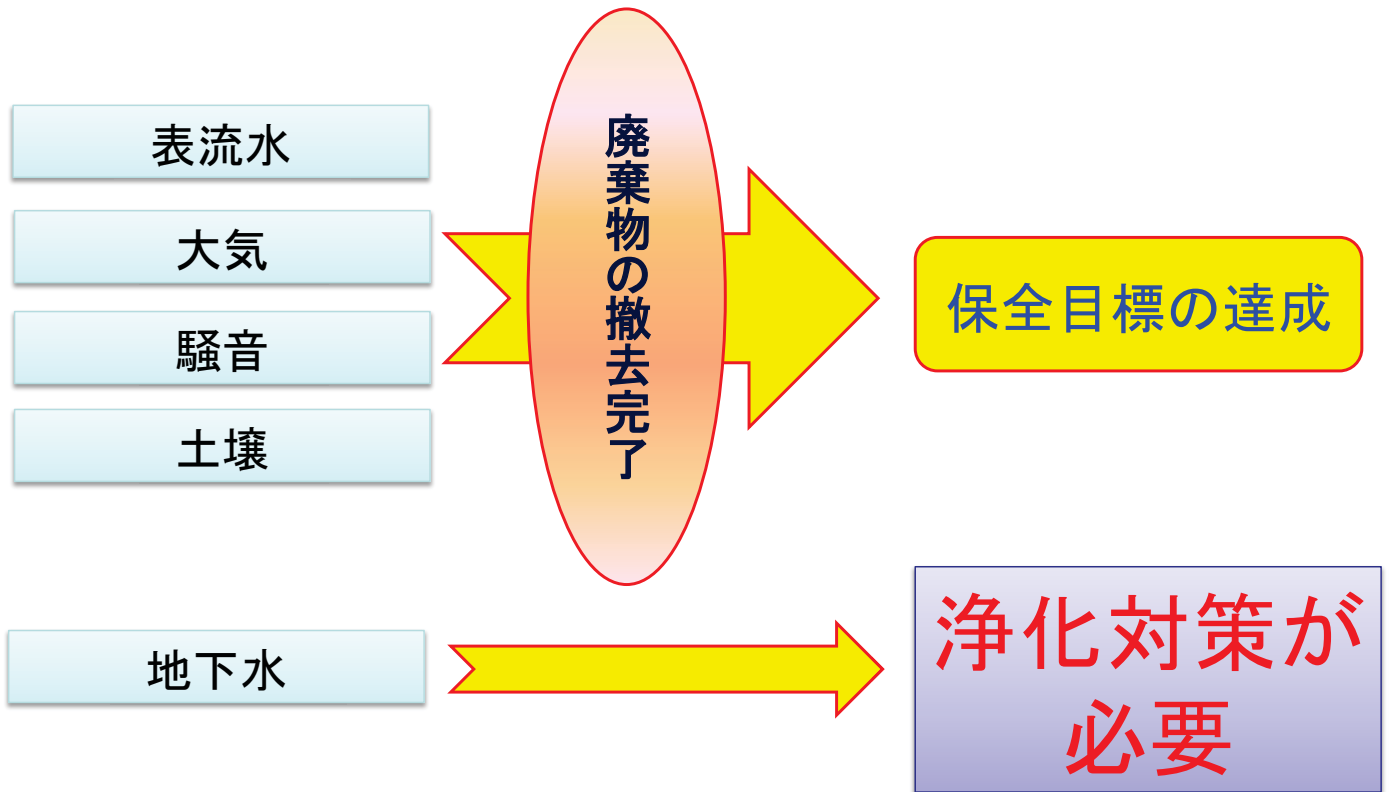 表流水
大気
騒音
土壌
廃棄物の撤去完了
保全目標の達成
地下水
浄化対策が
必要